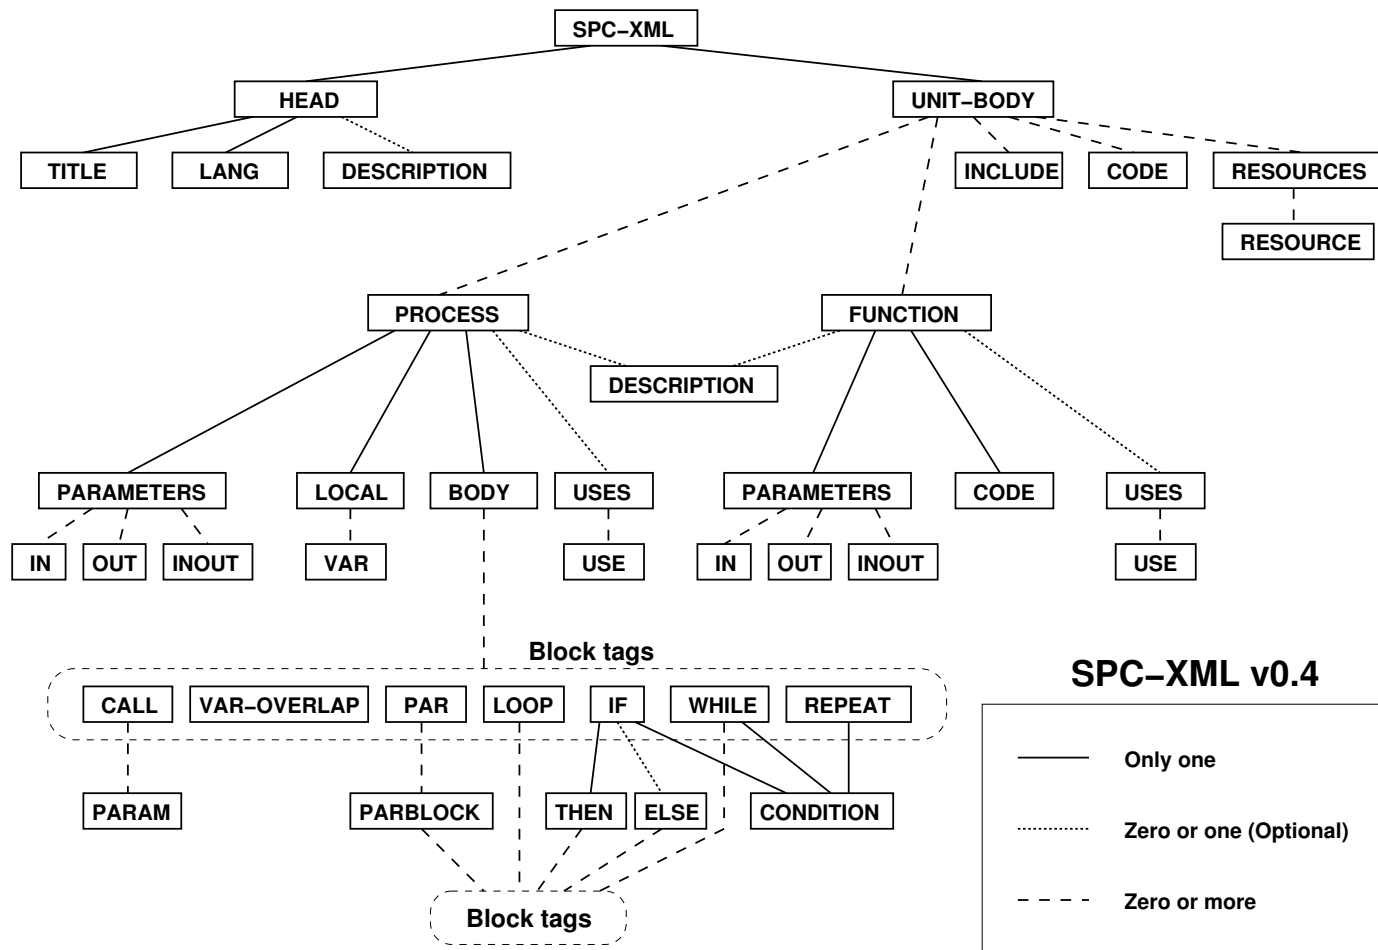 SPC−XML
HEAD
UNIT−BODY
TITLE
LANG
DESCRIPTION
INCLUDE
CODE
RESOURCES
RESOURCE
PROCESS
FUNCTION
DESCRIPTION
PARAMETERS
LOCAL
BODY
USES
PARAMETERS
CODE
USES
IN
OUT
INOUT
VAR
USE
IN
OUT
INOUT
USE
Block tags
CALL
VAR−OVERLAP
PAR
LOOP
IF
WHILE
REPEAT
PARAM
PARBLOCK
THEN
ELSE
CONDITION
Block tags
SPC−XML v0.4
Only one
Zero or one (Optional)
Zero or more